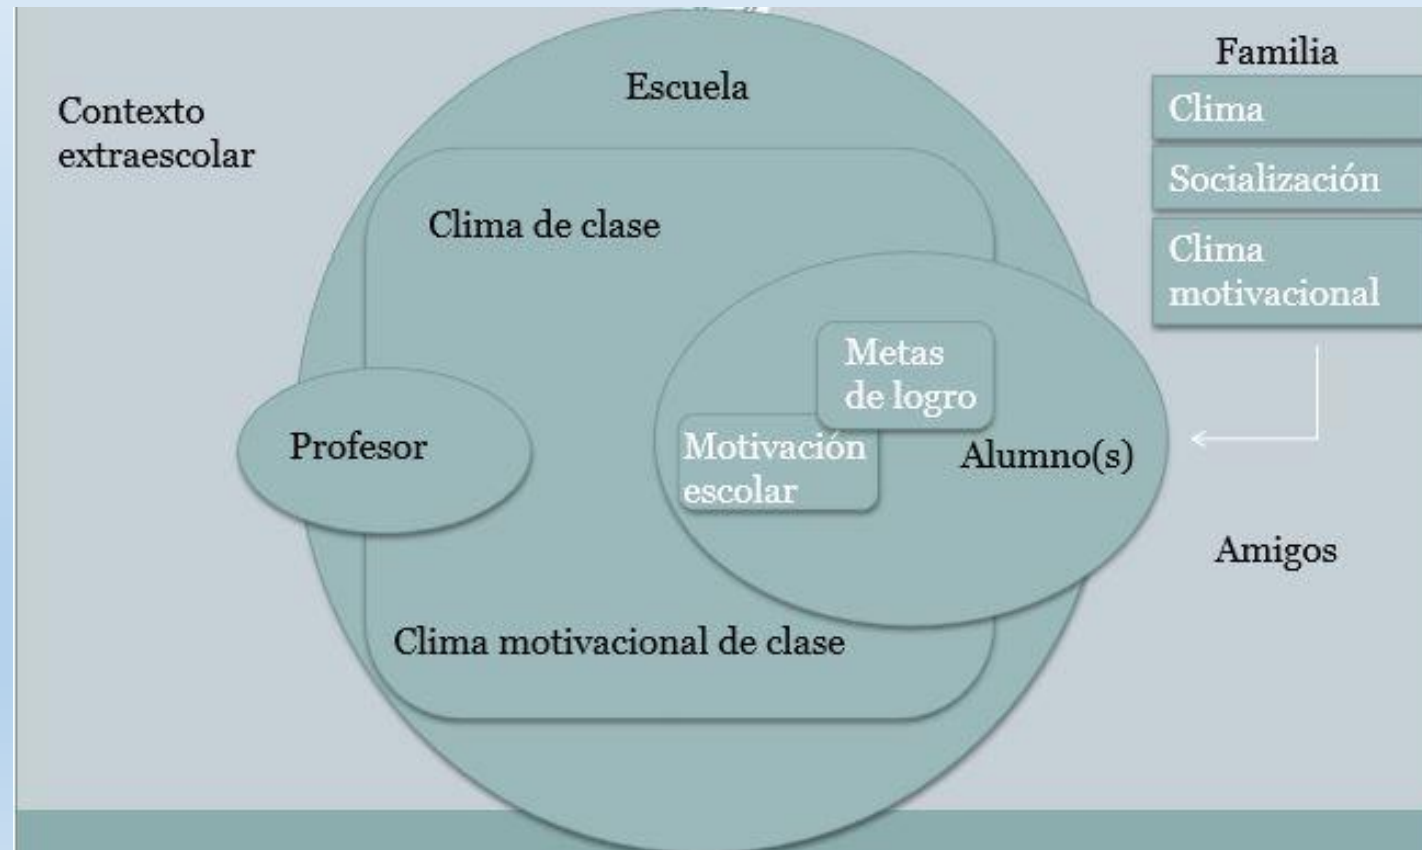 Contexto
extraescolar
Escuela
Familia
Clima
Socialización
Clima
motivacional
Clima de clase
Metas
de logro
Motivación
escolar
Alumno(s)
Profesor
Amigos
Clima motivacional de clase